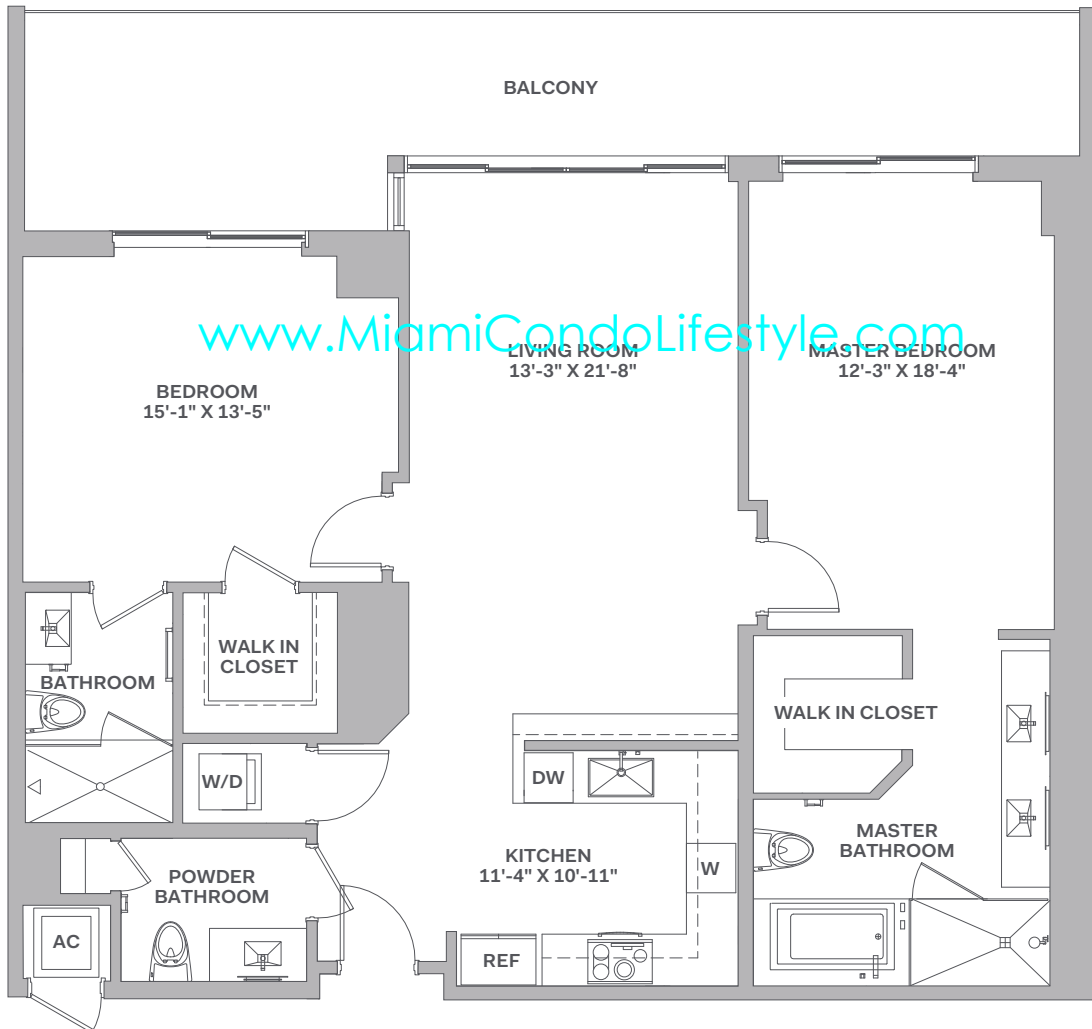 BALCONY
www.MiamiCondoLifestyle.com
LIVING ROOM
13'-3" X 21'-8"
MASTER BEDROOM
12'-3" X 18'-4"
BEDROOM
15'-1" X 13'-5"
WALK IN
CLOSET
BATHROOM
WALK IN CLOSET
W/D
DW
MASTER
BATHROOM
KITCHEN
11'-4" X 10'-11"
W
POWDER
BATHROOM
AC
REF